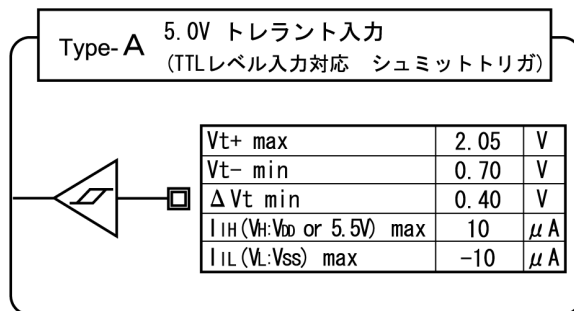 Type-A 5.0V トレラント入力
(TTLレベル入力対応 シュミットトリガ)
Vt+ max 2.05 V
Vt- min 0.70 V
ΔVt min 0.40 V
IIH(VH:VDD or 5.5V) max 10 μA
IIL(VL:Vss) max -10 μA